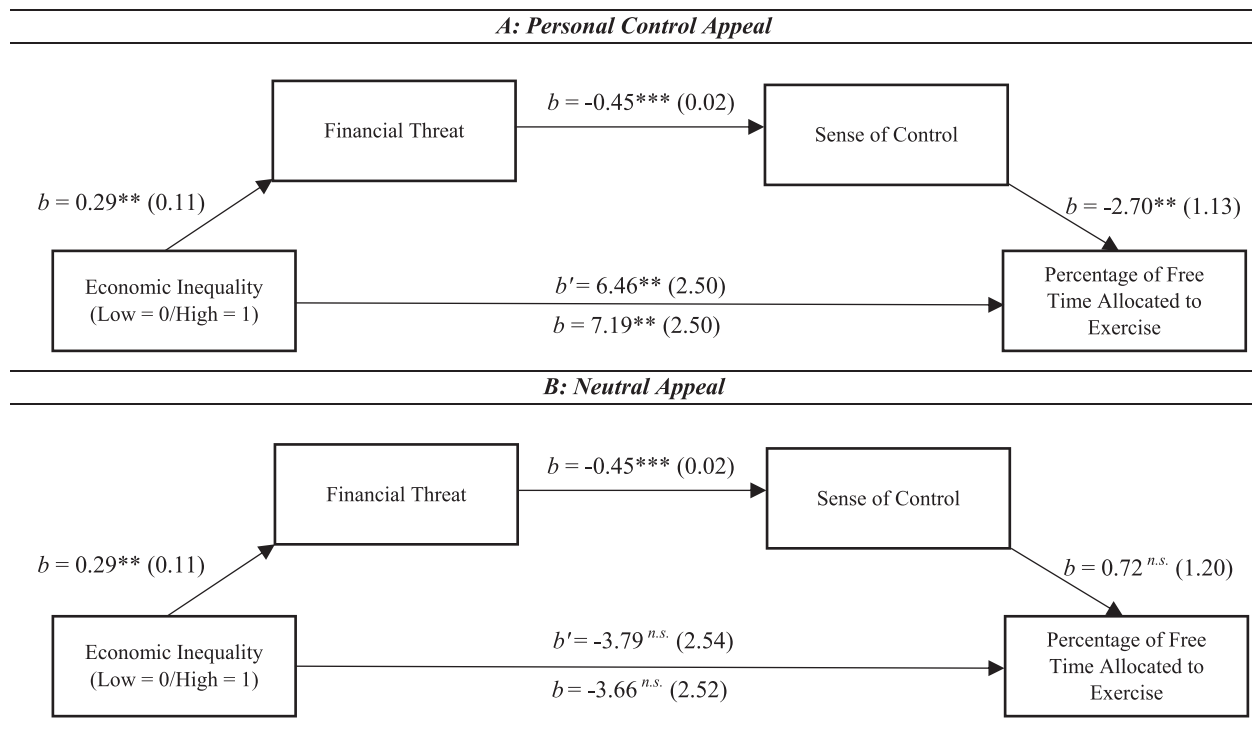 A: Personal Control Appeal
b = -0.45*** (0.02)
Financial Threat
Sense of Control
b = 0.29** (0.11)
b = -2.70** (1.13)
Economic Inequality
(Low = 0/High = 1)
b′ = 6.46** (2.50)
b = 7.19** (2.50)
Percentage of Free
Time Allocated to
Exercise
B: Neutral Appeal
b = -0.45*** (0.02)
Financial Threat
Sense of Control
b = 0.29** (0.11)
b = 0.72 n.s. (1.20)
Economic Inequality
(Low = 0/High = 1)
b′ = -3.79 n.s. (2.54)
b = -3.66 n.s. (2.52)
Percentage of Free
Time Allocated to
Exercise